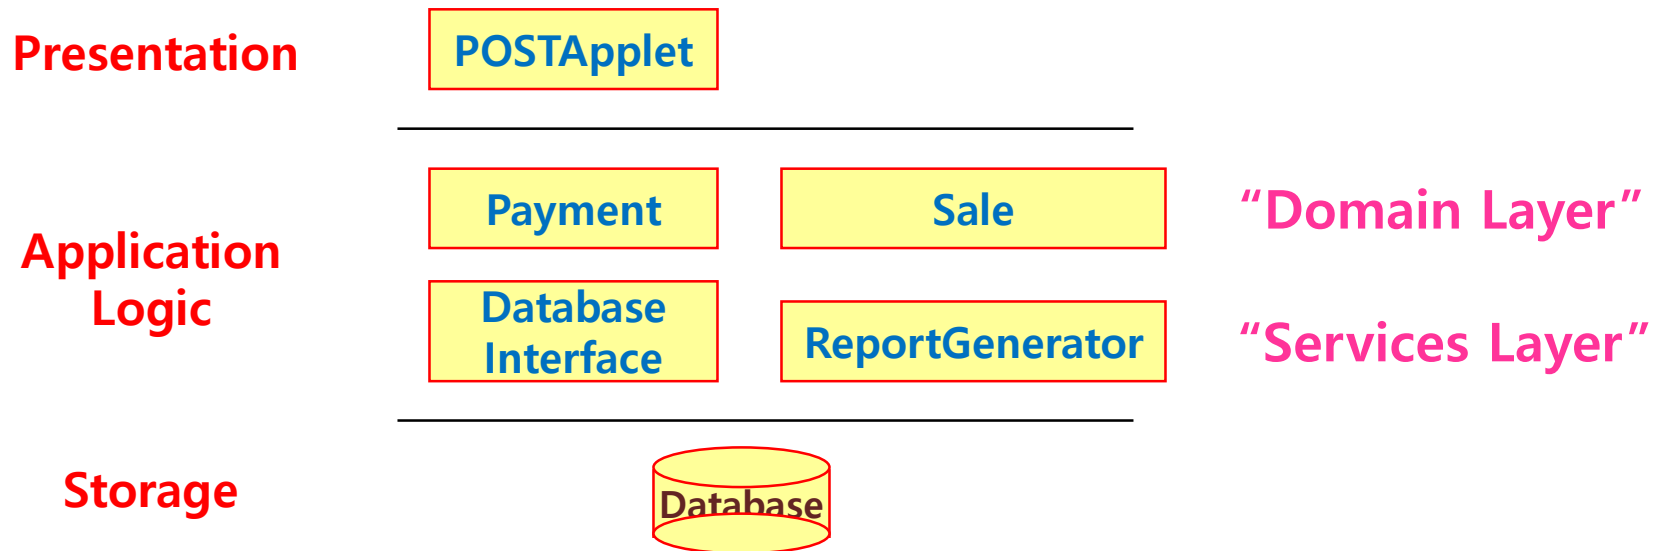 Presentation
POSTApplet
Application
Logic
Payment
Sale
“Domain Layer”
Database
Interface
ReportGenerator
“Services Layer”
Storage
Database